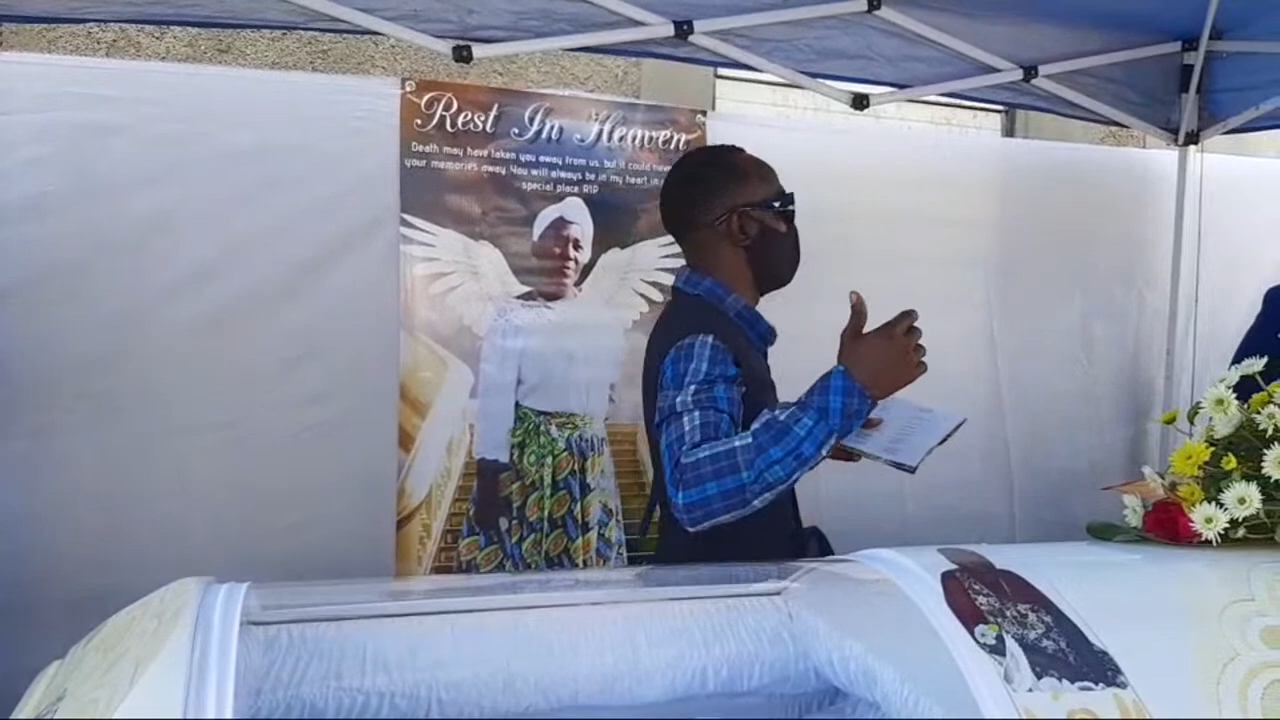 Rest In Heaven
Death may have taken you away from us, but it could never
your memories away. You will always be in my heart in
special place. RIP